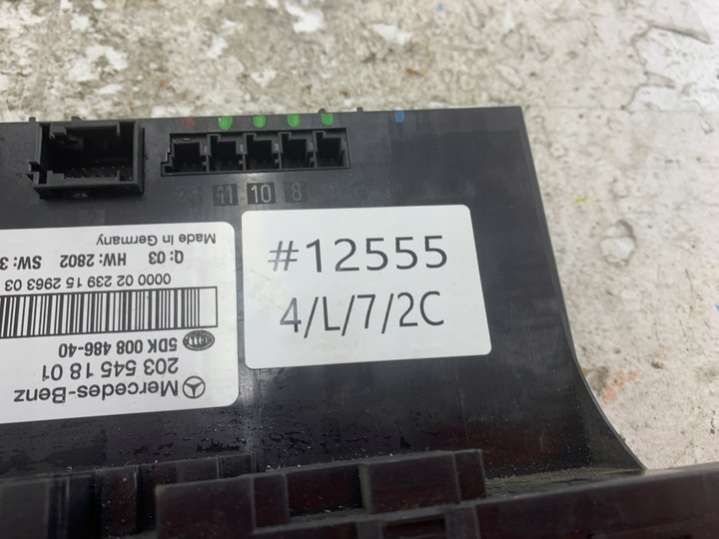 11 10 8
#12555
4/L/7/2C
Mercedes-Benz
203 545 18 01
5DK 008 486-40
0000 02 239 15 2963 03
Q: 03 HW: 2802 SW: 3
Made in Germany